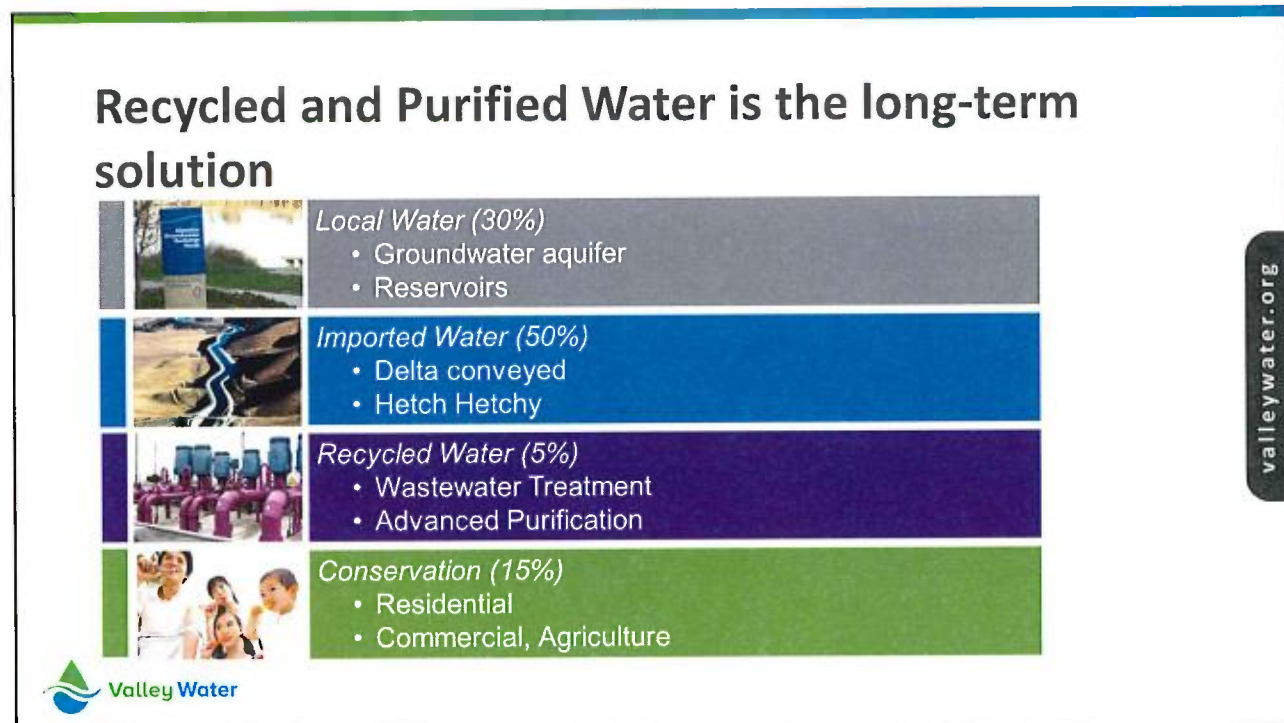 Recycled and Purified Water is the long-term
solution
Local Water (30%)
• Groundwater aquifer
• Reservoirs
Imported Water (50%)
• Delta conveyed
• Hetch Hetchy
Recycled Water (5%)
• Wastewater Treatment
• Advanced Purification
Conservation (15%)
• Residential
• Commercial, Agriculture
Valley Water
valleywater.org